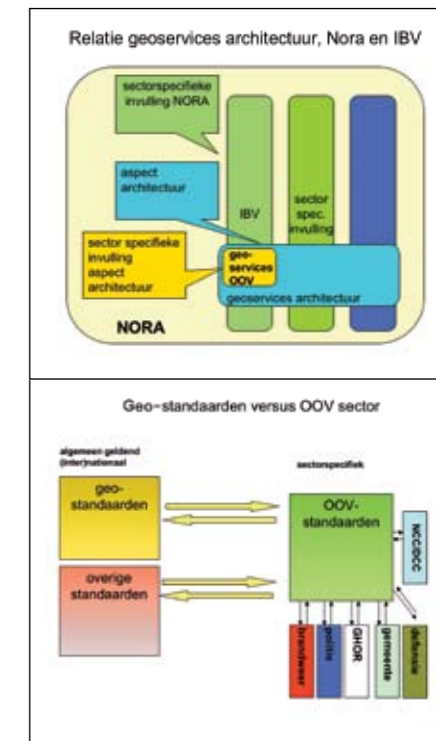 Relatie geoservices architectuur, Nora en IBV
sectorspecifieke
invulling NORA
aspect
architectuur
sector specifieke
invulling
aspect
architectuur
IBV
sector
spec.
invulling
geo-
services
OOV
geoservices architectuur
NORA
Geo-standaarden versus OOV sector
algemeen geldend
(inter)nationaal
sectorspecifiek
geo-
standaarden
OOV-
standaarden
NCC/DCC
overige
standaarden
brandweer
politie
GHOR
gemeente
defensie